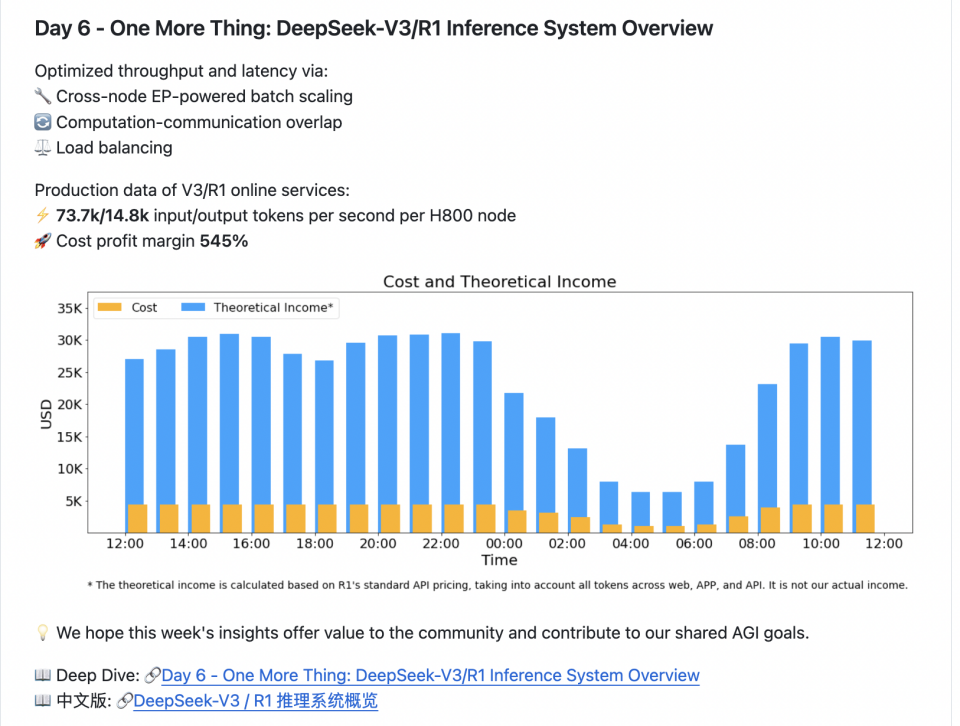 Day 6 - One More Thing: DeepSeek-V3/R1 Inference System Overview
Optimized throughput and latency via:
🔧 Cross-node EP-powered batch scaling
🔄 Computation-communication overlap
⚖️ Load balancing
Production data of V3/R1 online services:
⚡ 73.7k/14.8k input/output tokens per second per H800 node
🚀 Cost profit margin 545%
Cost and Theoretical Income
Cost Theoretical Income*
35K
30K
25K
20K
15K
10K
5K
USD
12:00 14:00 16:00 18:00 20:00 22:00 00:00 02:00 04:00 06:00 08:00 10:00 12:00
Time
* The theoretical income is calculated based on R1's standard API pricing, taking into account all tokens across web, APP, and API. It is not our actual income.
💡 We hope this week's insights offer value to the community and contribute to our shared AGI goals.
📖 Deep Dive: 🔗Day 6 - One More Thing: DeepSeek-V3/R1 Inference System Overview
📖 中文版: 🔗DeepSeek-V3 / R1 推理系统概览